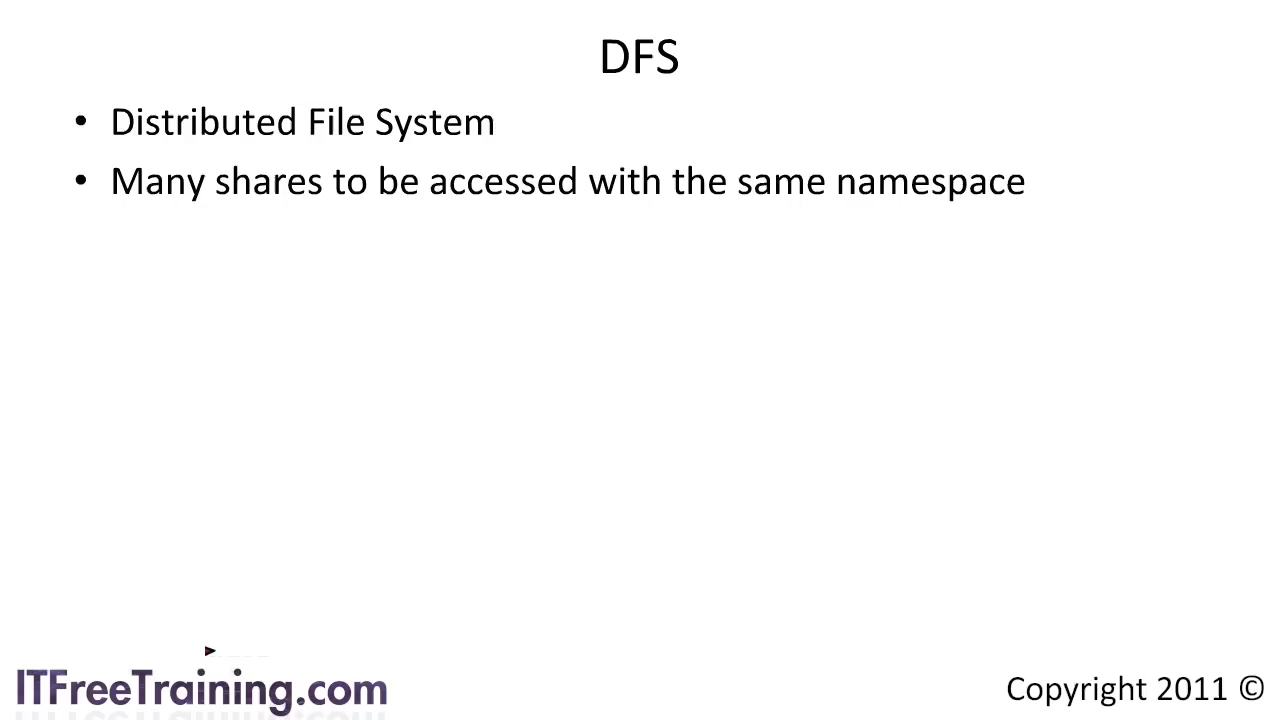 DFS
• Distributed File System
• Many shares to be accessed with the same namespace
ITFreeTraining.com
Copyright 2011 ©